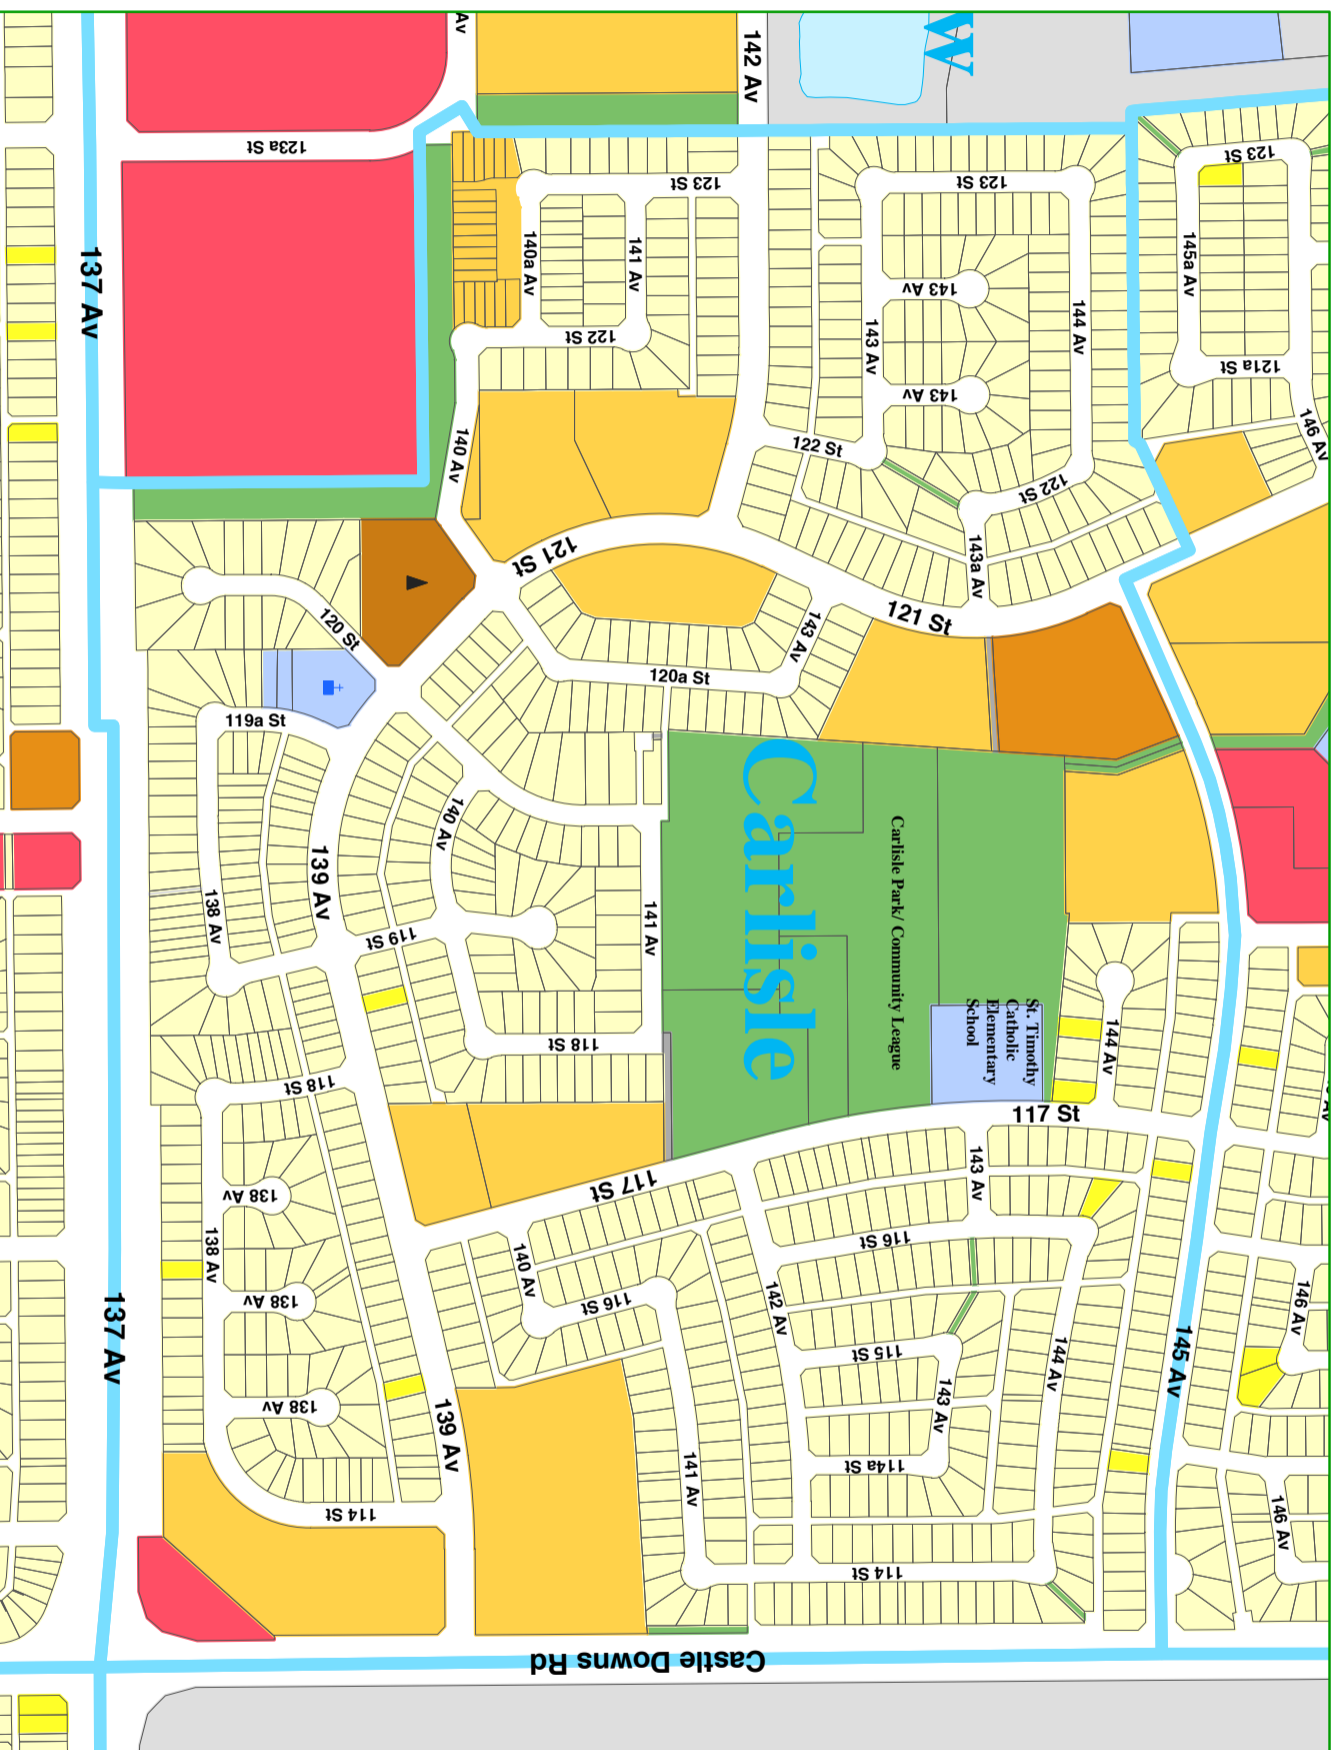 Av
142 Av
W
123a St
123 St
123 St
123 St
137 Av
140a Av
141 Av
145a Av
143 Av
144 Av
122 St
143 Av
121a St
143 Av
146 Av
140 Av
122 St
122 St
121 St
143a Av
121 St
120 St
143 Av
120a St
119a St
Carlisle
140 Av
139 Av
Carlisle Park/ Community League
138 Av
141 Av
119 St
St. Timothy
Catholic
Elementary
School
118 St
144 Av
118 St
117 St
117 St
143 Av
138 Av
138 Av
116 St
140 Av
116 St
142 Av
146 Av
138 Av
137 Av
115 St
144 Av
145 Av
138 Av
139 Av
143 Av
114a St
141 Av
114 St
146 Av
114 St
Castle Downs Rd